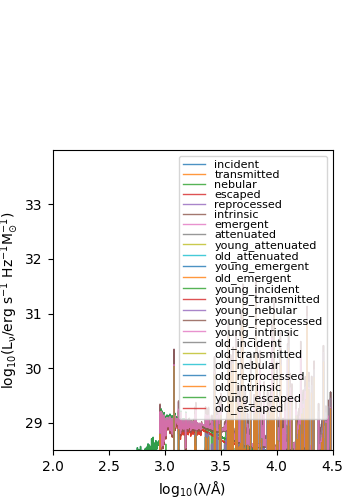 33
32
31
30
29
log10(Lν/erg s−1 Hz−1M⊙−1)
incident
transmitted
nebular
escaped
reprocessed
intrinsic
emergent
attenuated
young_attenuated
old_attenuated
young_emergent
old_emergent
young_incident
young_transmitted
young_nebular
young_reprocessed
young_intrinsic
old_incident
old_transmitted
old_nebular
old_reprocessed
old_intrinsic
young_escaped
old_escaped
2.0 2.5 3.0 3.5 4.0 4.5
log10(λ/Å)